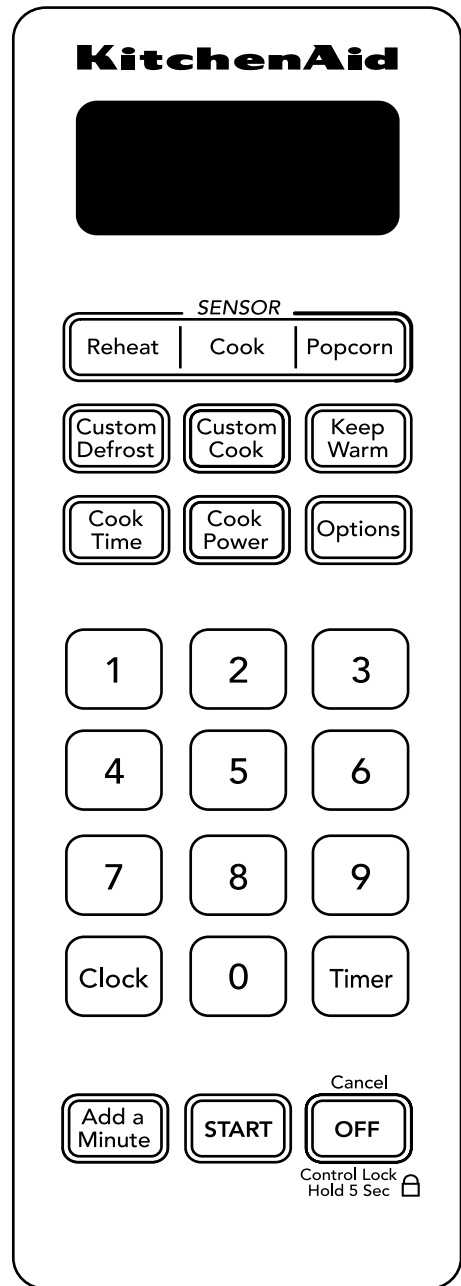 KitchenAid
SENSOR
Reheat Cook Popcorn
Custom Defrost
Custom Cook
Keep Warm
Cook Time
Cook Power
Options
1 2 3
4 5 6
7 8 9
Clock 0 Timer
Cancel
Add a Minute
START
OFF
Control Lock
Hold 5 Sec